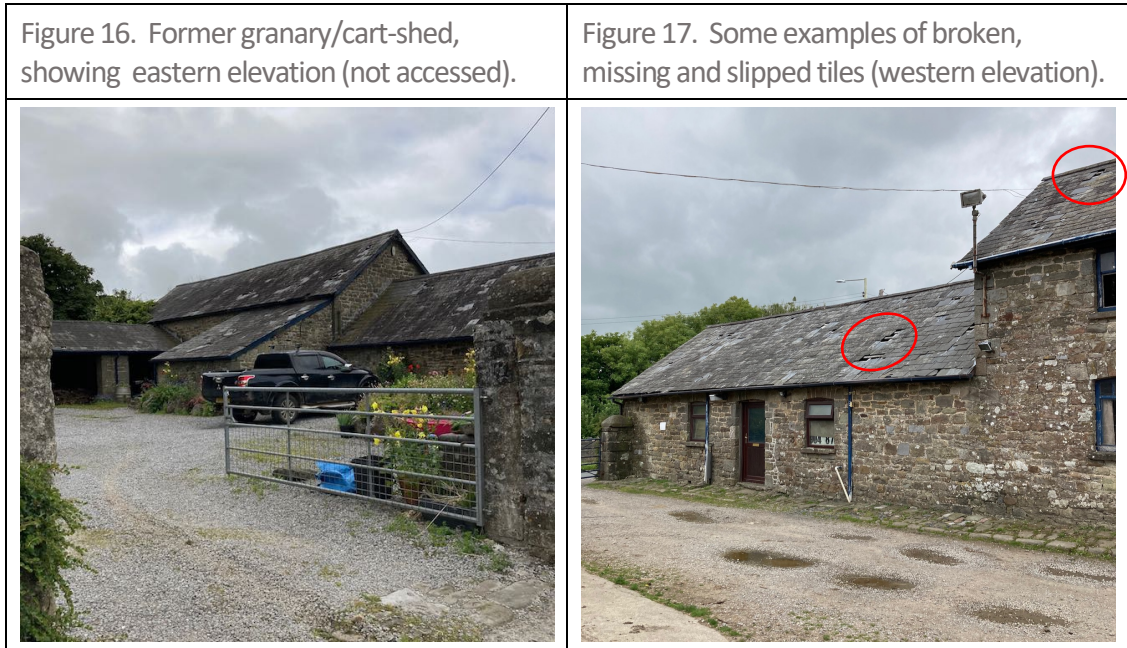 Figure 16. Former granary/cart-shed,
showing eastern elevation (not accessed).
Figure 17. Some examples of broken,
missing and slipped tiles (western elevation).